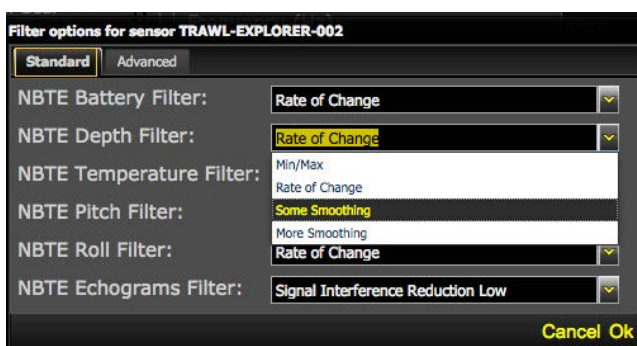 Filter options for sensor TRAWL-EXPLORER-002
Standard Advanced
NBTE Battery Filter: Rate of Change
NBTE Depth Filter: Rate of Change
Min/Max
NBTE Temperature Filter:
Rate of Change
NBTE Pitch Filter: Some Smoothing
More Smoothing
NBTE Roll Filter: Rate of Change
NBTE Echograms Filter: Signal Interference Reduction Low
Cancel Ok